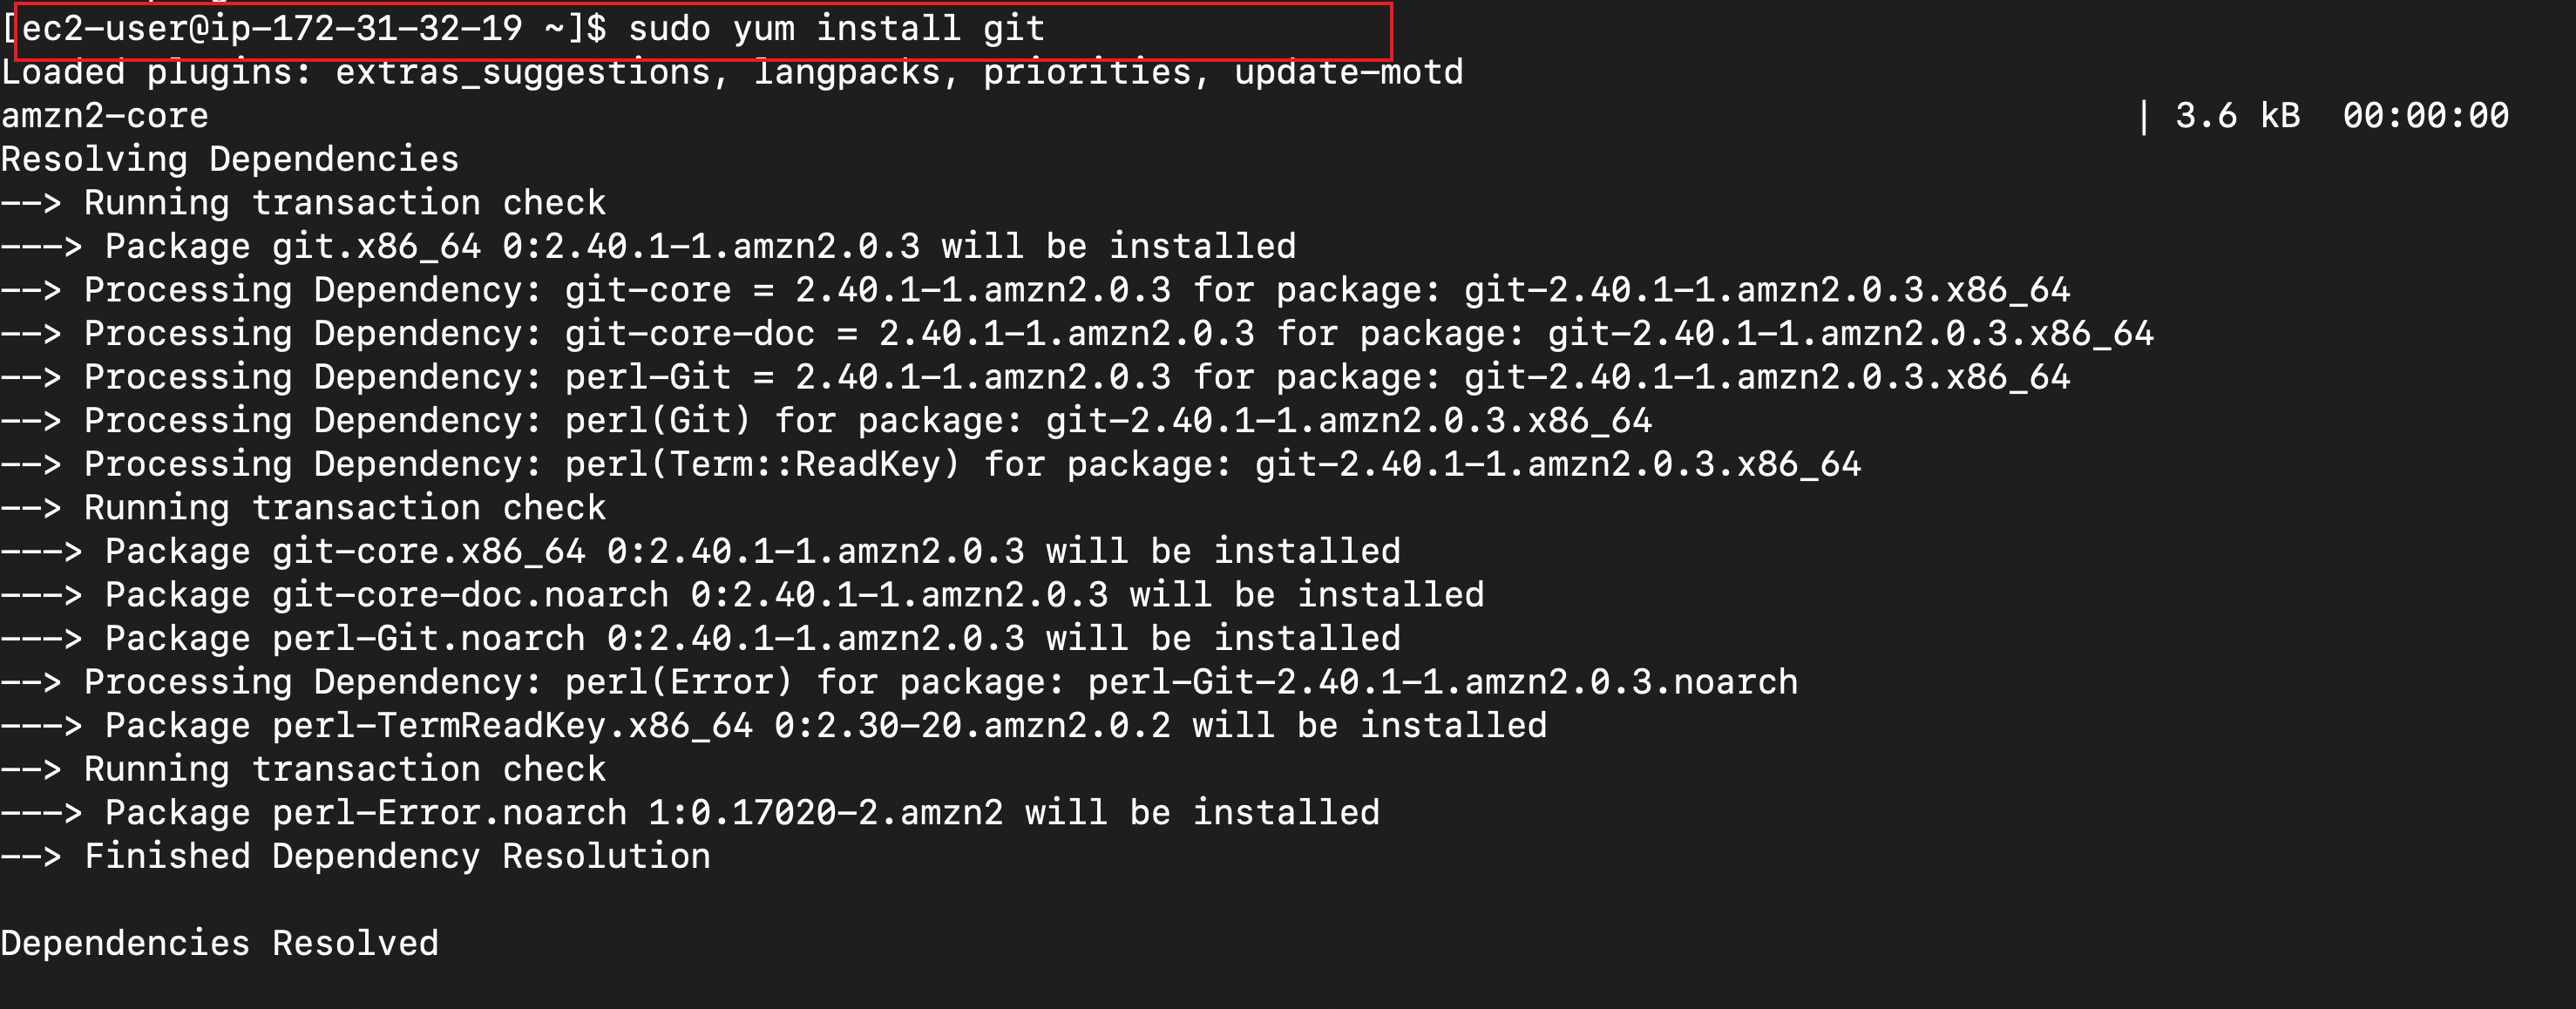 [ec2-user@ip-172-31-32-19 ~]$ sudo yum install git
Loaded plugins: extras_suggestions, langpacks, priorities, update-motd
amzn2-core | 3.6 kB 00:00:00
Resolving Dependencies
--> Running transaction check
---> Package git.x86_64 0:2.40.1-1.amzn2.0.3 will be installed
--> Processing Dependency: git-core = 2.40.1-1.amzn2.0.3 for package: git-2.40.1-1.amzn2.0.3.x86_64
--> Processing Dependency: git-core-doc = 2.40.1-1.amzn2.0.3 for package: git-2.40.1-1.amzn2.0.3.x86_64
--> Processing Dependency: perl-Git = 2.40.1-1.amzn2.0.3 for package: git-2.40.1-1.amzn2.0.3.x86_64
--> Processing Dependency: perl(Git) for package: git-2.40.1-1.amzn2.0.3.x86_64
--> Processing Dependency: perl(Term::ReadKey) for package: git-2.40.1-1.amzn2.0.3.x86_64
--> Running transaction check
---> Package git-core.x86_64 0:2.40.1-1.amzn2.0.3 will be installed
---> Package git-core-doc.noarch 0:2.40.1-1.amzn2.0.3 will be installed
---> Package perl-Git.noarch 0:2.40.1-1.amzn2.0.3 will be installed
--> Processing Dependency: perl(Error) for package: perl-Git-2.40.1-1.amzn2.0.3.noarch
---> Package perl-TermReadKey.x86_64 0:2.30-20.amzn2.0.2 will be installed
--> Running transaction check
---> Package perl-Error.noarch 1:0.17020-2.amzn2 will be installed
--> Finished Dependency Resolution
Dependencies Resolved